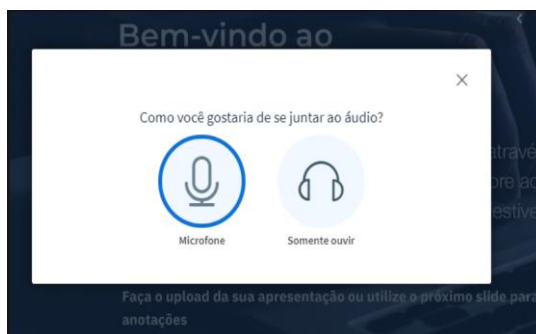 Bem-vindo ao
Como você gostaria de se juntar ao áudio?
Microfone
Somente ouvir
Faça o upload da sua apresentação ou utilize o próximo slide para
anotações